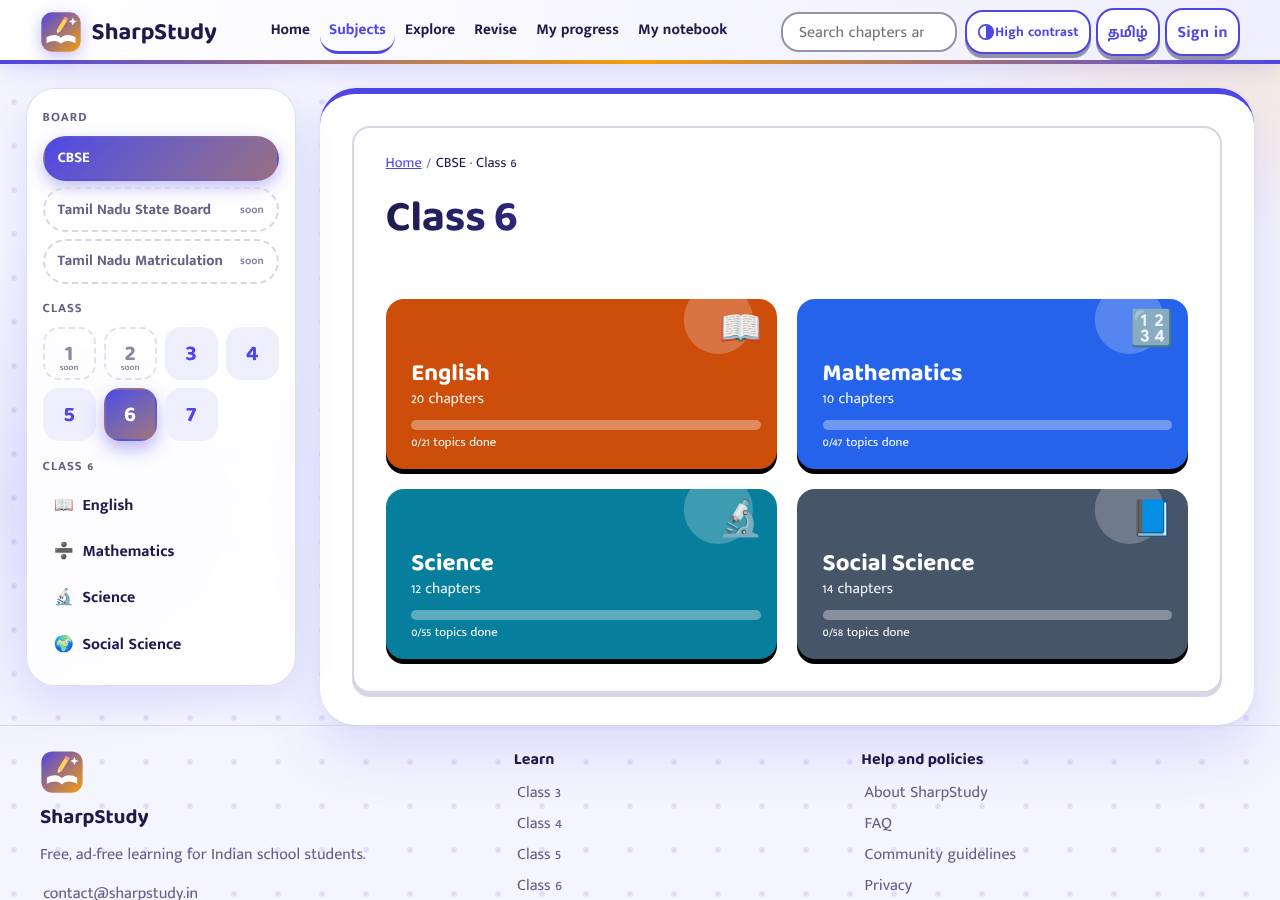 SharpStudy
Home
Subjects
Explore
Revise
My progress
My notebook
Search chapters ar
High contrast
தமிழ்
Sign in
BOARD
CBSE
Tamil Nadu State Board soon
Tamil Nadu Matriculation soon
CLASS
1 soon
2 soon
3
4
5
6
7
CLASS 6
English
Mathematics
Science
Social Science
Home / CBSE · Class 6
Class 6
English
20 chapters
0/21 topics done
Mathematics
10 chapters
0/47 topics done
Science
12 chapters
0/55 topics done
Social Science
14 chapters
0/58 topics done
SharpStudy
Free, ad-free learning for Indian school students.
contact@sharpstudy.in
Learn
Class 3
Class 4
Class 5
Class 6
Help and policies
About SharpStudy
FAQ
Community guidelines
Privacy